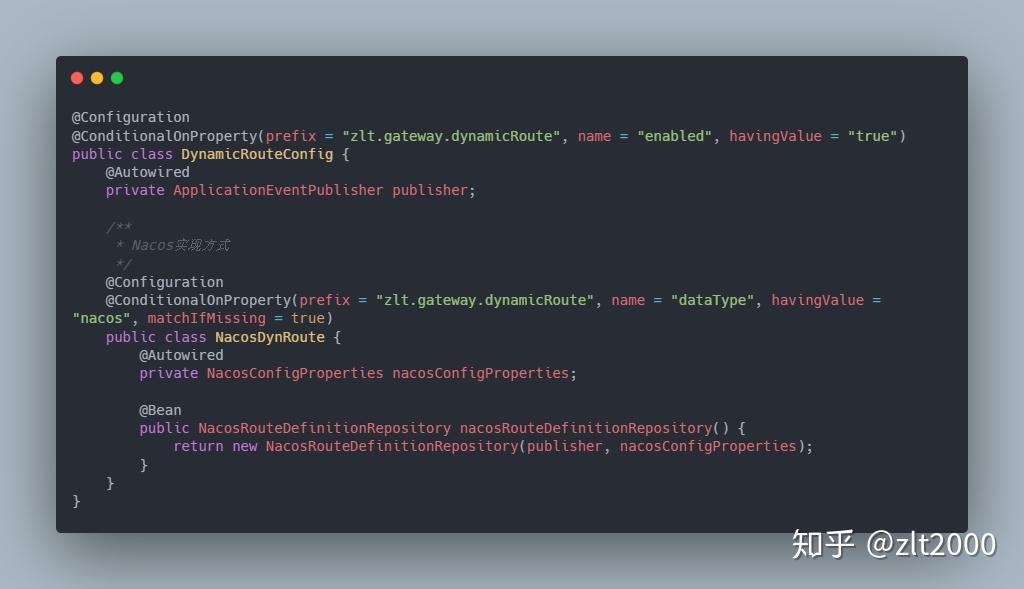 @Configuration
@ConditionalOnProperty(prefix = "zlt.gateway.dynamicRoute", name = "enabled", havingValue = "true")
public class DynamicRouteConfig {
    @Autowired
    private ApplicationEventPublisher publisher;

    /**
     * Nacos实现方式
     */
    @Configuration
    @ConditionalOnProperty(prefix = "zlt.gateway.dynamicRoute", name = "dataType", havingValue =
"nacos", matchIfMissing = true)
    public class NacosDynRoute {
        @Autowired
        private NacosConfigProperties nacosConfigProperties;

        @Bean
        public NacosRouteDefinitionRepository nacosRouteDefinitionRepository() {
            return new NacosRouteDefinitionRepository(publisher, nacosConfigProperties);
        }
    }
}
知乎 @zlt2000